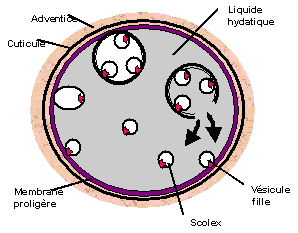 Adventice
Liquide
hydatique
Cuticule
Membrane
proligère
Vésicule
fille
Scolex